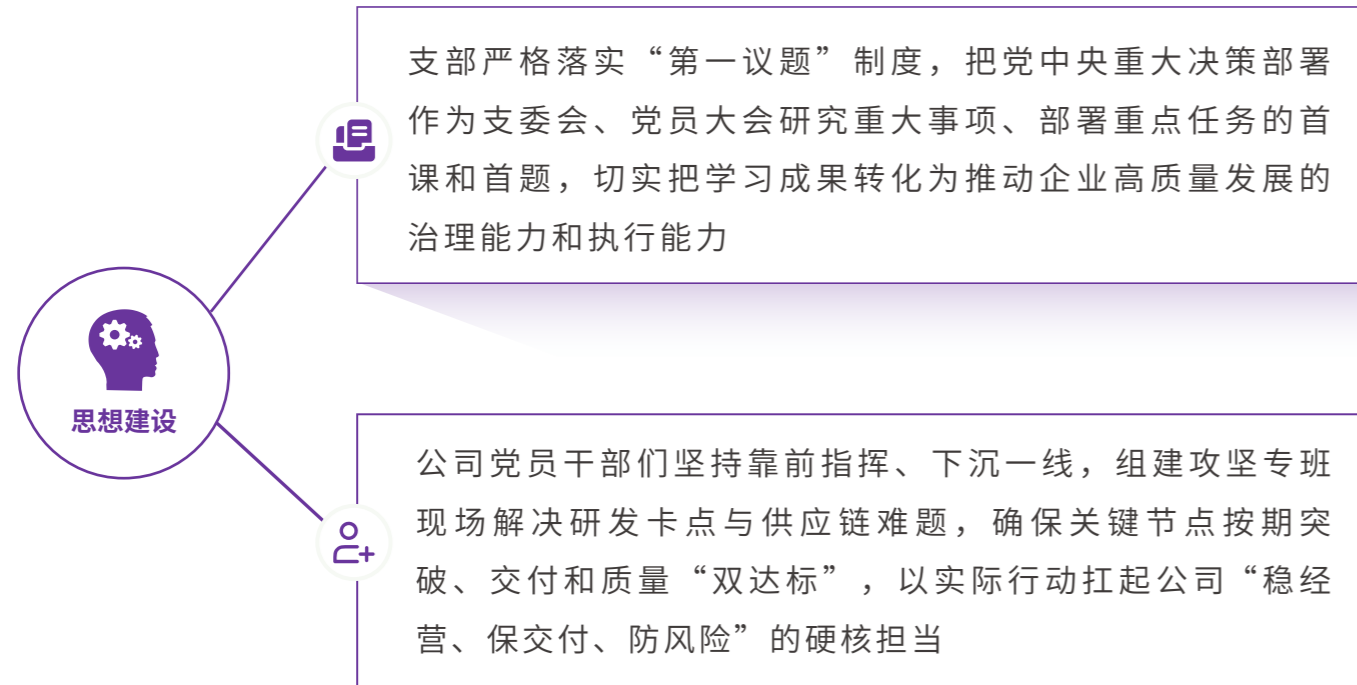 支部严格落实“第一议题”制度，把党中央重大决策部署
作为支委会、党员大会研究重大事项、部署重点任务的首
课和首题，切实把学习成果转化为推动企业高质量发展的
治理能力和执行能力
思想建设
公司党员干部们坚持靠前指挥、下沉一线，组建攻坚专班
现场解决研发卡点与供应链难题，确保关键节点按期突
破、交付和质量“双达标”，以实际行动扛起公司“稳经
营、保交付、防风险”的硬核担当